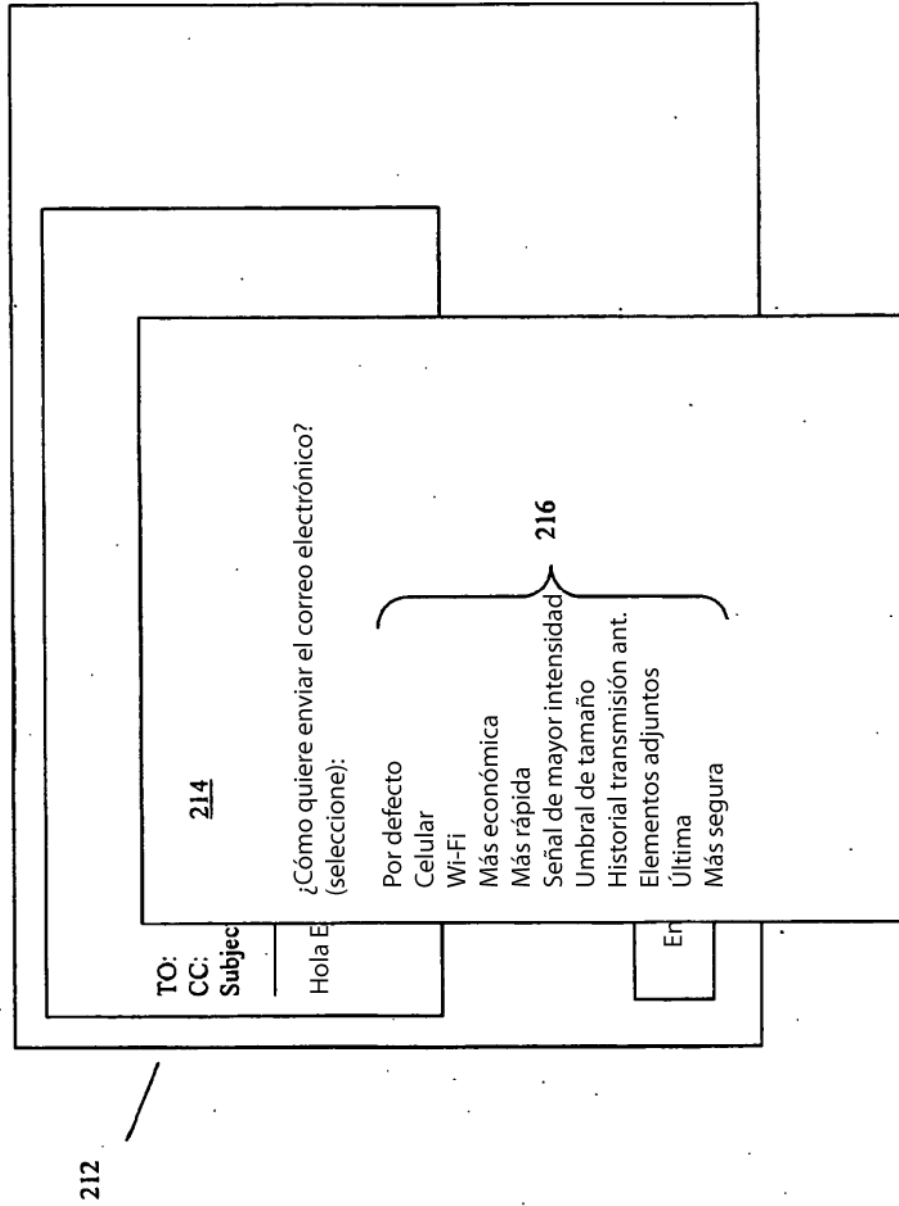 212
TO:
CC:
Subjec
Hola E
En
214
¿Cómo quiere enviar el correo electrónico?
(seleccione):
Por defecto
Celular
Wi-Fi
Más económica
Más rápida
Señal de mayor intensidad
Umbral de tamaño
Historial transmisión ant.
Elementos adjuntos
Última
Más segura
216